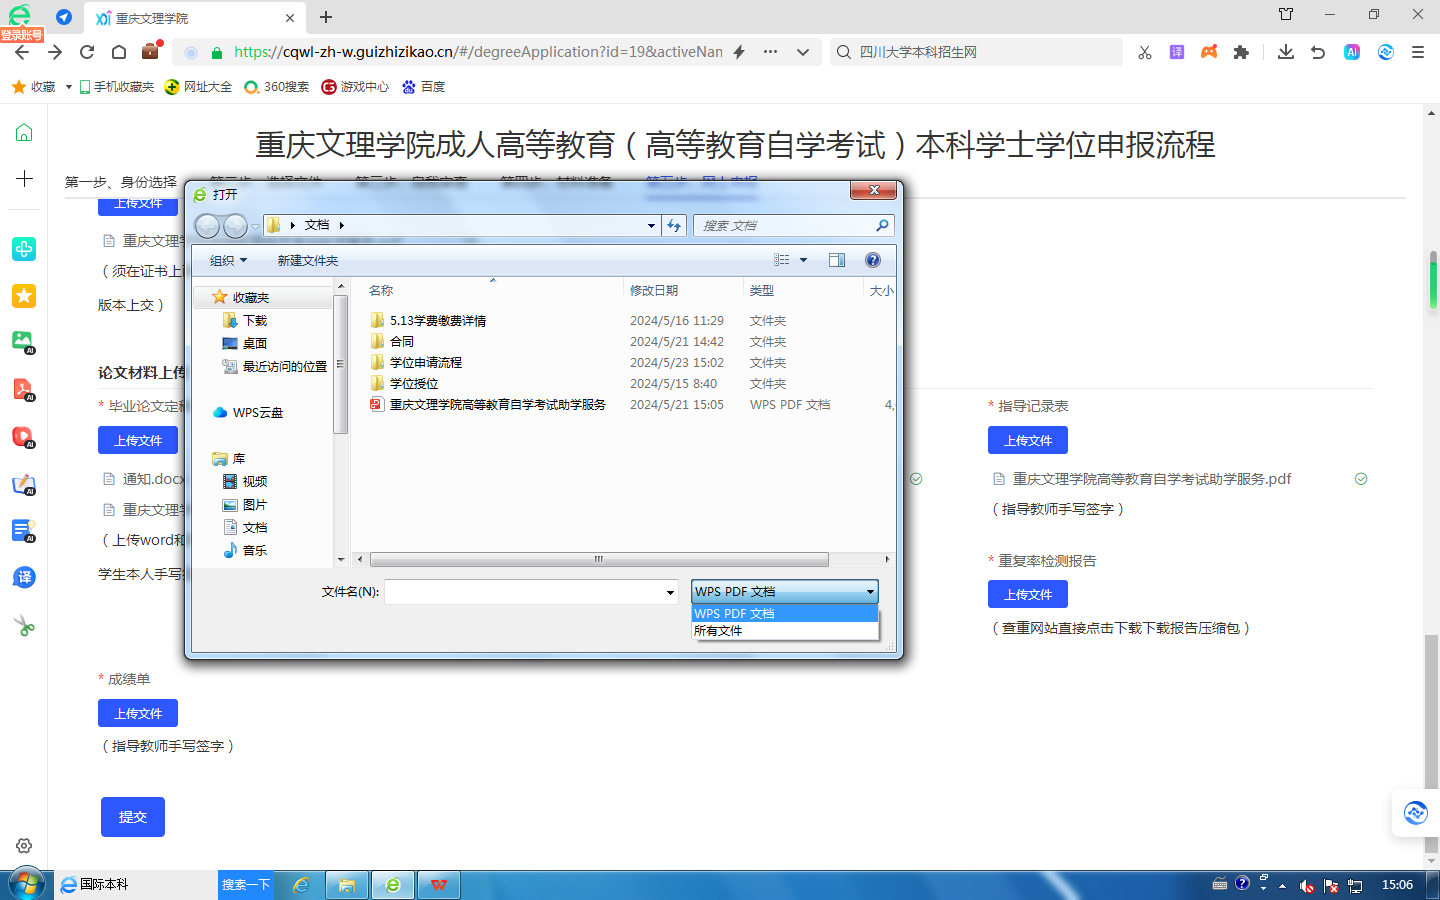 登录账号
重庆文理学院
https://cqwl-zh-w.guizhizikao.cn/#/degreeApplication?id=19&activeNam
四川大学本科招生网
译
AI
收藏
手机收藏夹
网址大全
360搜索
游戏中心
百度
重庆文理学院成人高等教育（高等教育自学考试）本科学士学位申报流程
第一步、身份选择
上传文件
重庆文理学
（须在证书上
版本上交）
论文材料上传
* 毕业论文定稿
上传文件
通知.docx
重庆文理学
（上传word和
学生本人手写
* 指导记录表
上传文件
重庆文理学院高等教育自学考试助学服务.pdf
（指导教师手写签字）
* 重复率检测报告
上传文件
（查重网站直接点击下载下载报告压缩包）
* 成绩单
上传文件
（指导教师手写签字）
提交
打开
文档
搜索 文档
组织
新建文件夹
收藏夹
下载
桌面
最近访问的位置
WPS云盘
库
视频
图片
文档
音乐
名称
修改日期
类型
大小
5.13学费缴费详情
2024/5/16 11:29
文件夹
合同
2024/5/21 14:42
文件夹
学位申请流程
2024/5/23 15:02
文件夹
学位授位
2024/5/15 8:40
文件夹
重庆文理学院高等教育自学考试助学服务
2024/5/21 15:05
WPS PDF 文档
4,
文件名(N):
WPS PDF 文档
WPS PDF 文档
所有文件
国际本科
搜索一下
15:06